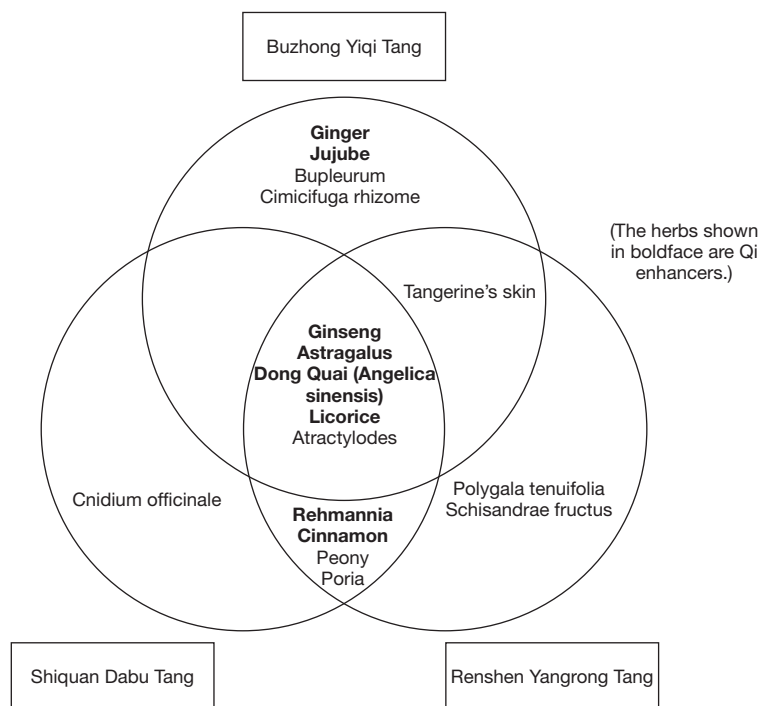 Buzhong Yiqi Tang
Ginger
Jujube
Bupleurum
Cimicifuga rhizome
(The herbs shown
in boldface are Qi
enhancers.)
Tangerine's skin
Ginseng
Astragalus
Dong Quai (Angelica
sinensis)
Licorice
Atractylodes
Cnidium officinale
Polygala tenuifolia
Schisandrae fructus
Rehmannia
Cinnamon
Peony
Poria
Shiquan Dabu Tang
Renshen Yangrong Tang